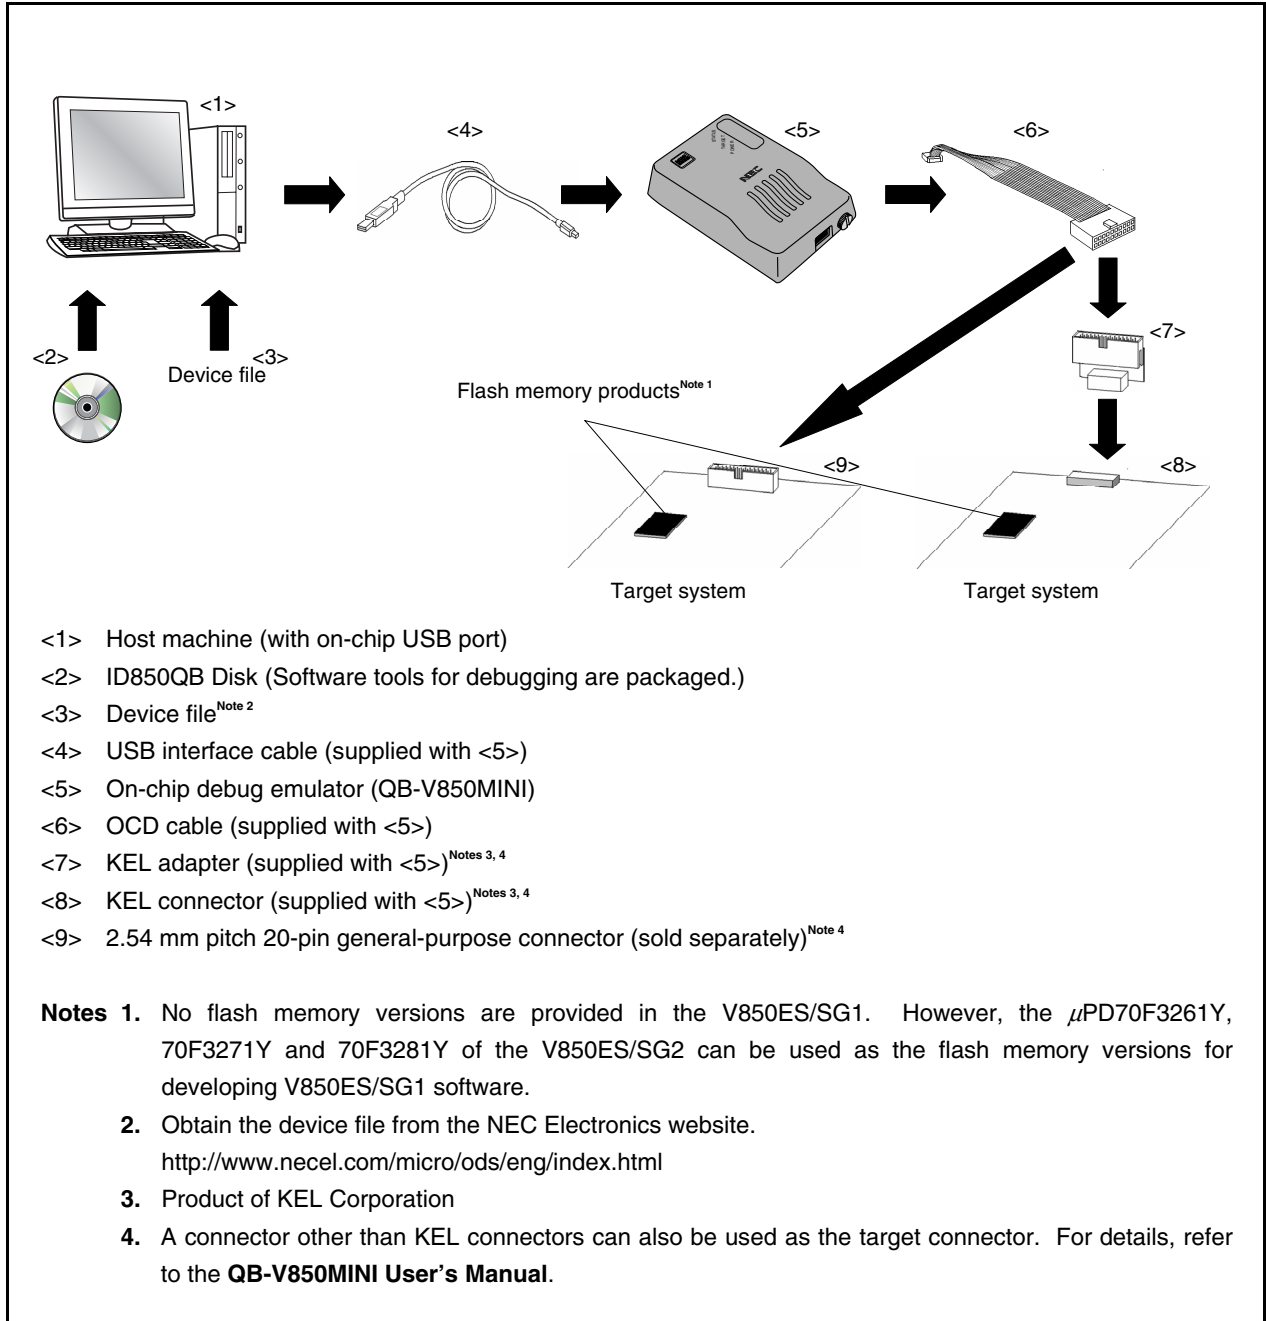 <1>
<4>
<5>
<6>
STATUS
TARGET
POWER
NEC
<2>
<3>
Device file
<7>
Flash memory products Note 1
<9>
<8>
Target system
Target system
<1> Host machine (with on-chip USB port)
<2> ID850QB Disk (Software tools for debugging are packaged.)
<3> Device file Note 2
<4> USB interface cable (supplied with <5>)
<5> On-chip debug emulator (QB-V850MINI)
<6> OCD cable (supplied with <5>)
<7> KEL adapter (supplied with <5>) Notes 3, 4
<8> KEL connector (supplied with <5>) Notes 3, 4
<9> 2.54 mm pitch 20-pin general-purpose connector (sold separately) Note 4
Notes 1. No flash memory versions are provided in the V850ES/SG1. However, the μPD70F3261Y,
70F3271Y and 70F3281Y of the V850ES/SG2 can be used as the flash memory versions for
developing V850ES/SG1 software.
2. Obtain the device file from the NEC Electronics website.
http://www.necel.com/micro/ods/eng/index.html
3. Product of KEL Corporation
4. A connector other than KEL connectors can also be used as the target connector. For details, refer
to the QB-V850MINI User's Manual.